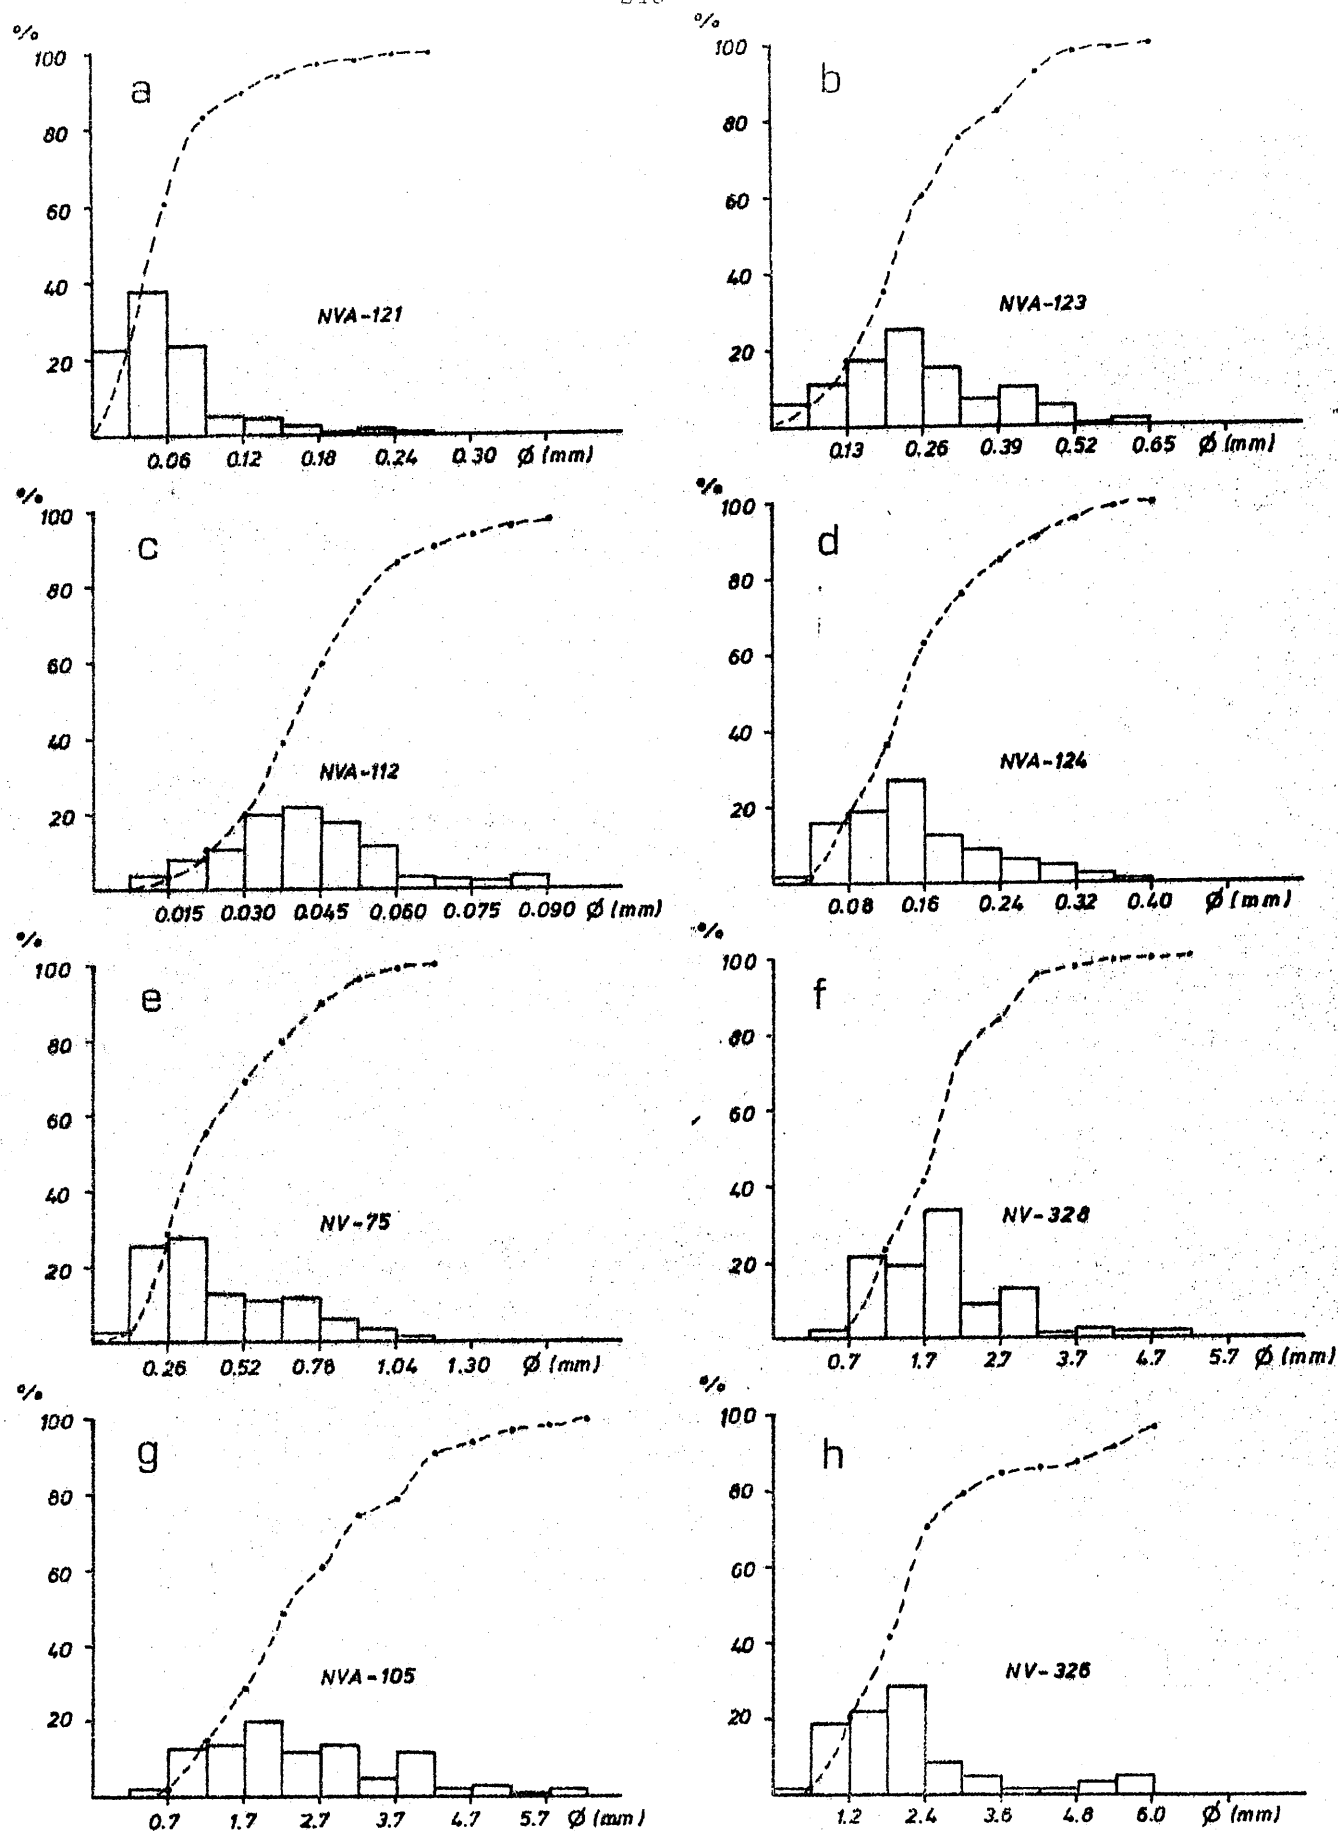 % %
100 100
a b
80 80
60 60
40 40
NVA-121 NVA-123
20 20
0.06 0.12 0.18 0.24 0.30 Ø (mm) 0.13 0.26 0.39 0.52 0.65 Ø (mm)
% %
100 100
c d
80 80
60 60
40 40
NVA-112 NVA-124
20 20
0.015 0.030 0.045 0.060 0.075 0.090 Ø (mm) 0.08 0.16 0.24 0.32 0.40 Ø (mm)
% %
100 100
e f
80 80
60 60
40 40
NV-75 NV-328
20 20
0.26 0.52 0.78 1.04 1.30 Ø (mm) 0.7 1.7 2.7 3.7 4.7 5.7 Ø (mm)
% %
100 100
g h
80 80
60 60
40 40
NVA-105 NV-326
20 20
0.7 1.7 2.7 3.7 4.7 5.7 Ø (mm) 1.2 2.4 3.6 4.8 6.0 Ø (mm)